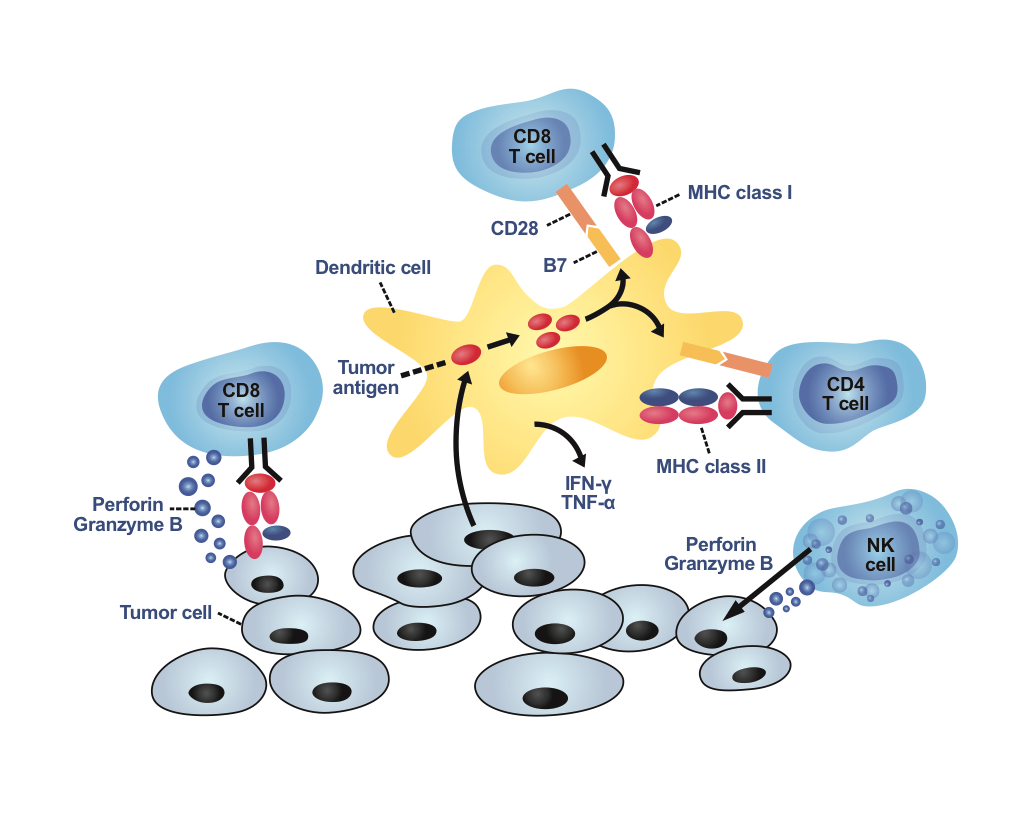 CD8
T cell
MHC class I
CD28
B7
Dendritic cell
Tumor
antigen
CD8
T cell
CD4
T cell
MHC class II
IFN-γ
TNF-α
Perforin
Granzyme B
Perforin
Granzyme B
NK
cell
Tumor cell